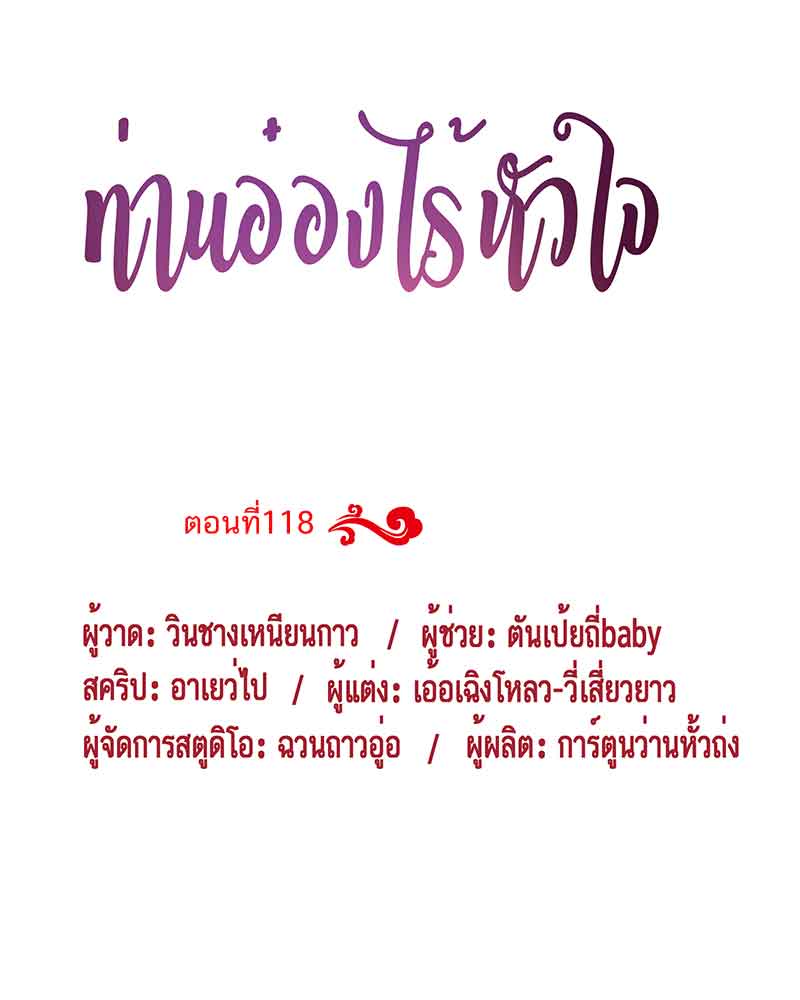 ท่านอ๋องไร้หัวใจ
ตอนที่118
ผู้วาด: วินชางเหนียนกาว / ผู้ช่วย: ตันเป้ยถี่baby
สคริป: อาเยว่ไป / ผู้แต่ง: เอ้อเฉิงโหลว-วี่เสี่ยวยาว
ผู้จัดการสตูดิโอ: ฉวนถาวอู่อ / ผู้ผลิต: การ์ตูนว่านหั้วถ่ง